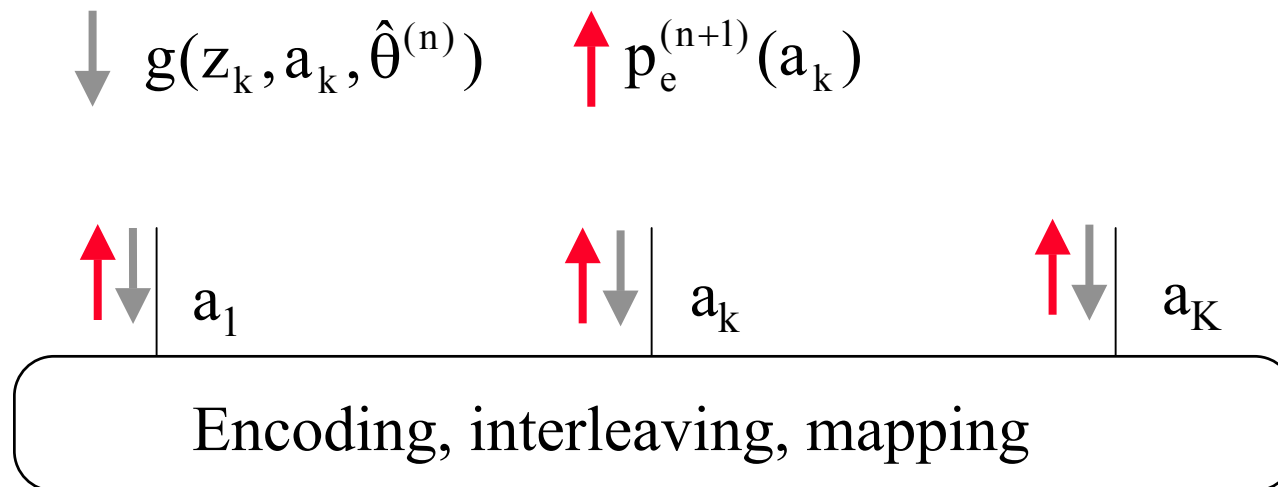 g(z_k, a_k, θ̂^(n)) p_e^(n+1)(a_k)
a_1 a_k a_K
Encoding, interleaving, mapping